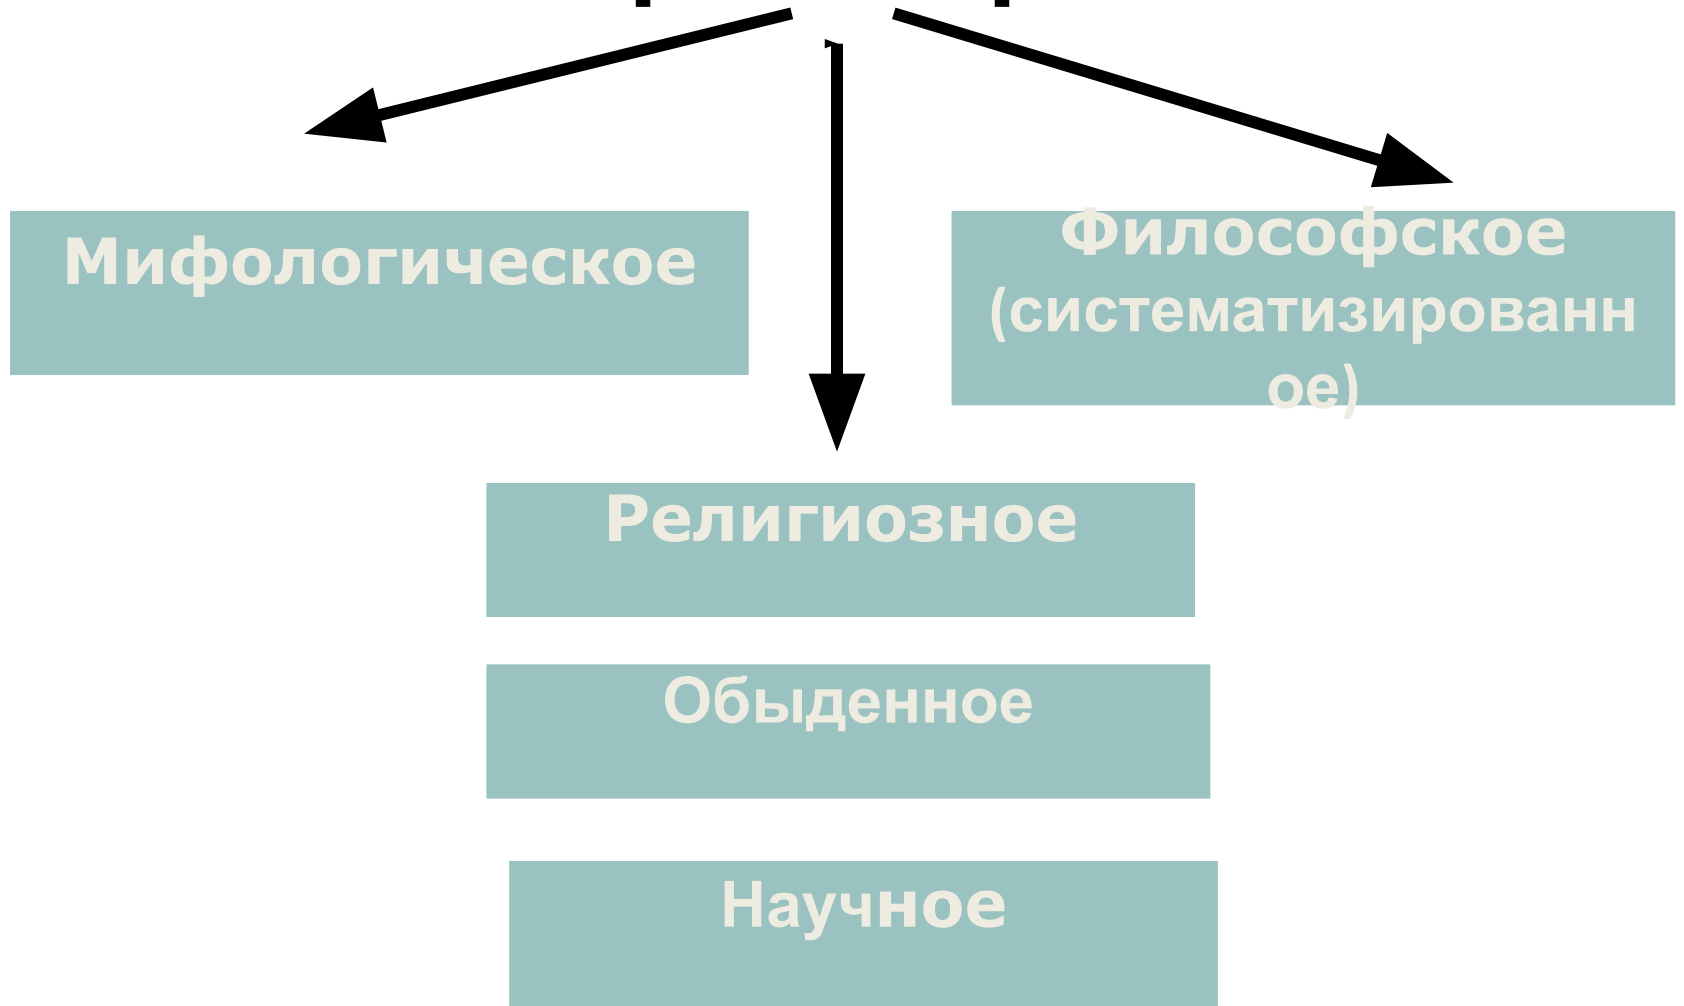 Мифологическое
Философское
(систематизированн
ое)
Религиозное
Обыденное
Научное